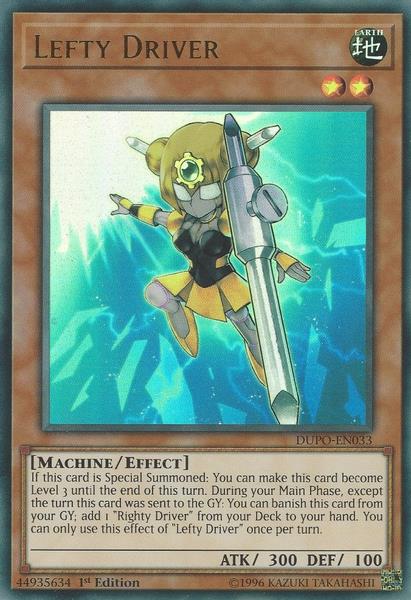 LEFTY DRIVER
EARTH
地
DUPO-EN033
[MACHINE/EFFECT]
If this card is Special Summoned: You can make this card become
Level 3 until the end of this turn. During your Main Phase, except
the turn this card was sent to the GY: You can banish this card from
your GY; add 1 "Righty Driver" from your Deck to your hand. You
can only use this effect of "Lefty Driver" once per turn.
ATK/ 300 DEF/ 100
44935634 1st Edition ©1996 KAZUKI TAKAHASHI